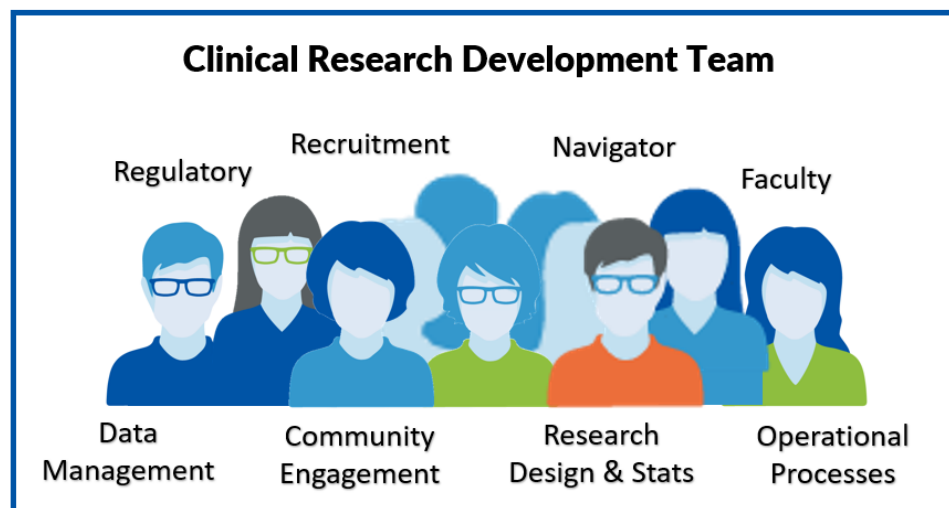 Clinical Research Development Team
Recruitment
Navigator
Regulatory
Faculty
Data
Management
Community
Engagement
Research
Design & Stats
Operational
Processes